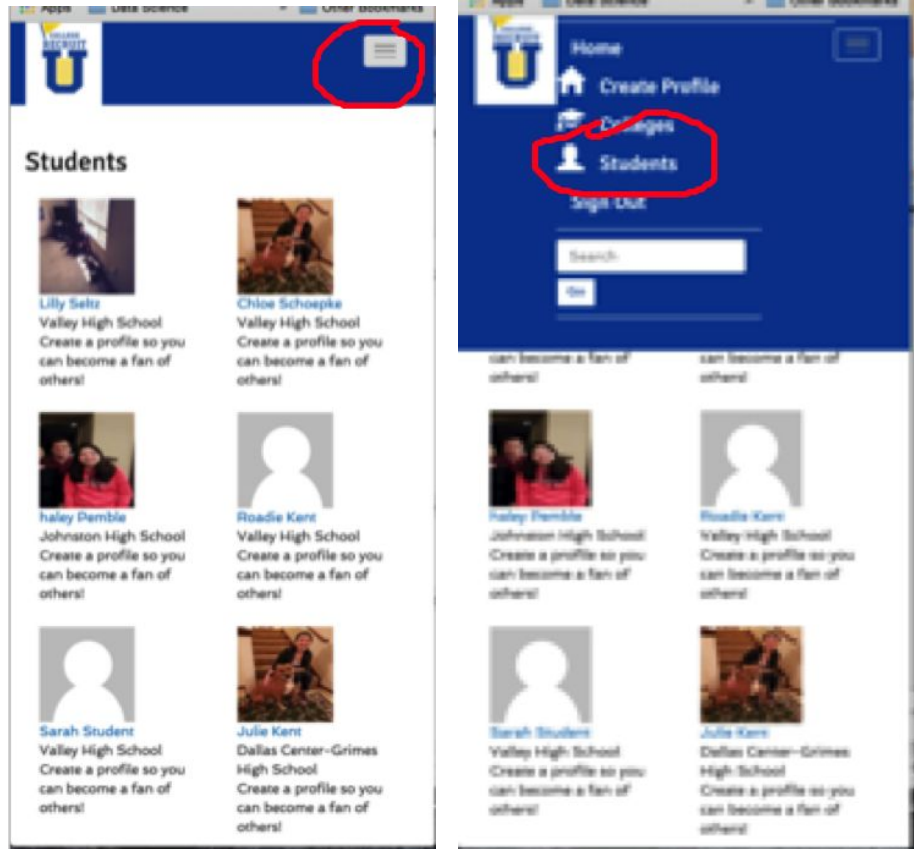 Apps Data Science Other Bookmarks
COLLEGE
RECRUIT
U
Students
Lilly Seltz
Valley High School
Create a profile so you
can become a fan of
others!
Chloe Schoepke
Valley High School
Create a profile so you
can become a fan of
others!
haley Pemble
Johnston High School
Create a profile so you
can become a fan of
others!
Roadie Kent
Valley High School
Create a profile so you
can become a fan of
others!
Sarah Student
Valley High School
Create a profile so you
can become a fan of
others!
Julie Kent
Dallas Center-Grimes
High School
Create a profile so you
can become a fan of
others!
Apps Data Science Other Bookmarks
COLLEGE
RECRUIT
U
Home
Create Profile
Colleges
Students
Sign Out
Search
Go
can become a fan of
others!
can become a fan of
others!
haley Pemble
Johnston High School
Create a profile so you
can become a fan of
others!
Roadie Kent
Valley High School
Create a profile so you
can become a fan of
others!
Sarah Student
Valley High School
Create a profile so you
can become a fan of
others!
Julie Kent
Dallas Center-Grimes
High School
Create a profile so you
can become a fan of
others!